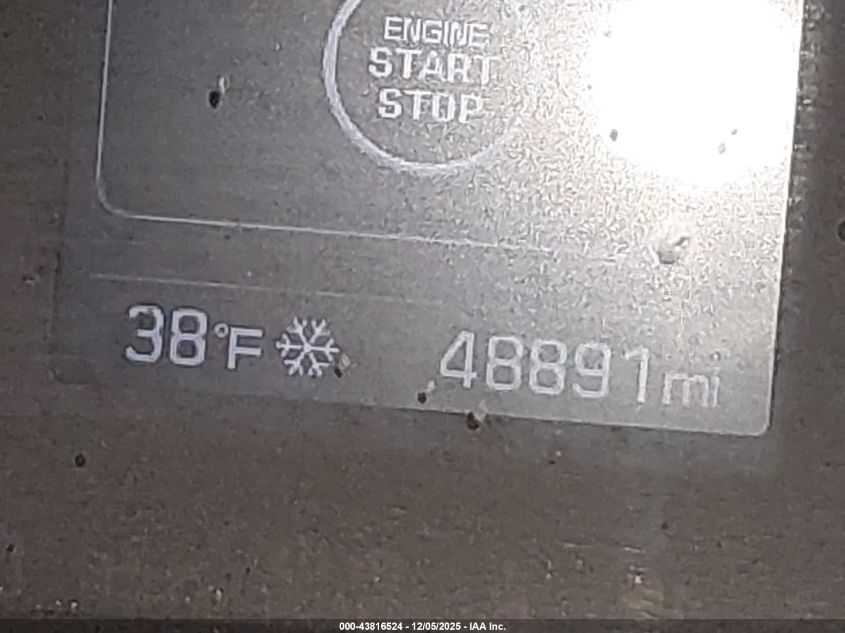 ENGINE
START
STOP
38°F 48891mi
000-43816524 - 12/05/2025 - IAA Inc.